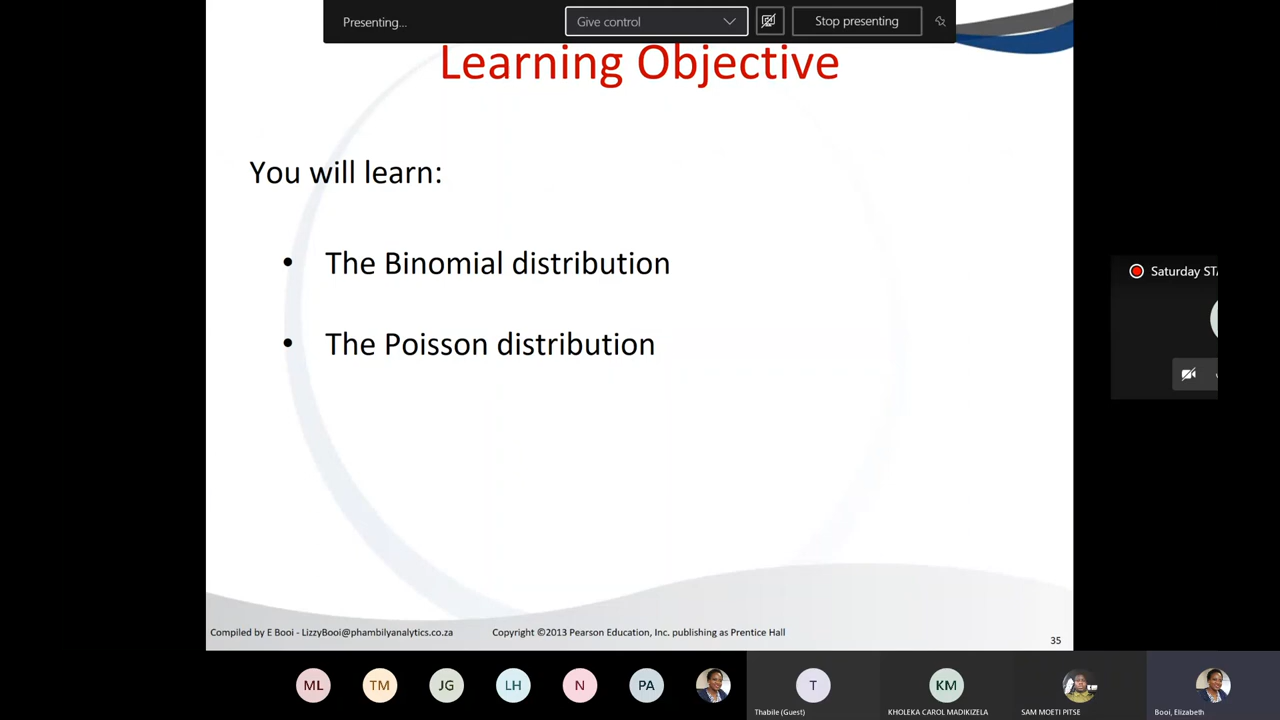 Presenting...
Give control
Stop presenting
Learning Objective
You will learn:
• The Binomial distribution
• The Poisson distribution
Saturday STA
Compiled by E Booi - LizzyBooi@phambilyanalytics.co.za
Copyright ©2013 Pearson Education, Inc. publishing as Prentice Hall
35
ML
TM
JG
LH
N
PA
T
KM
Thabile (Guest)
KHOLEKA CAROL MADIKIZELA
SAM MOETI PITSE
Booi, Elizabeth